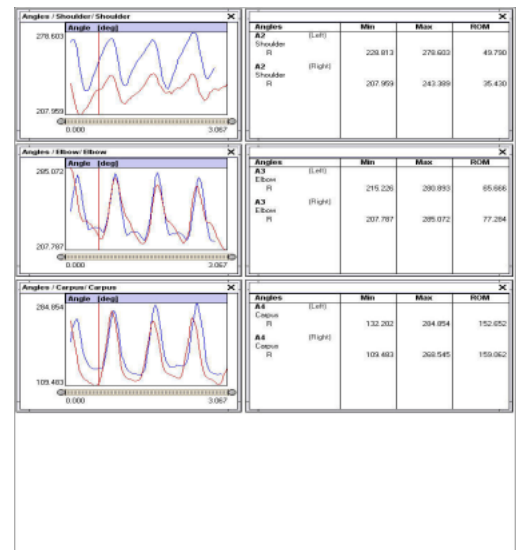 Angles / Shoulder/ Shoulder
Angle [deg]
278.603
207.959
0.000 3.067
Angles Min Max ROM
A2 (Left)
Shoulder
R 228.813 278.603 49.790
A2 (Right)
Shoulder
R 207.959 243.389 35.430
Angles / Elbow/ Elbow
Angle [deg]
285.072
207.787
0.000 3.067
Angles Min Max ROM
A3 (Left)
Elbow
R 215.226 280.893 65.666
A3 (Right)
Elbow
R 207.787 285.072 77.284
Angles / Carpus/ Carpus
Angle [deg]
284.854
109.483
0.000 3.067
Angles Min Max ROM
A4 (Left)
Carpus
R 132.202 284.854 152.652
A4 (Right)
Carpus
R 109.483 268.545 159.062